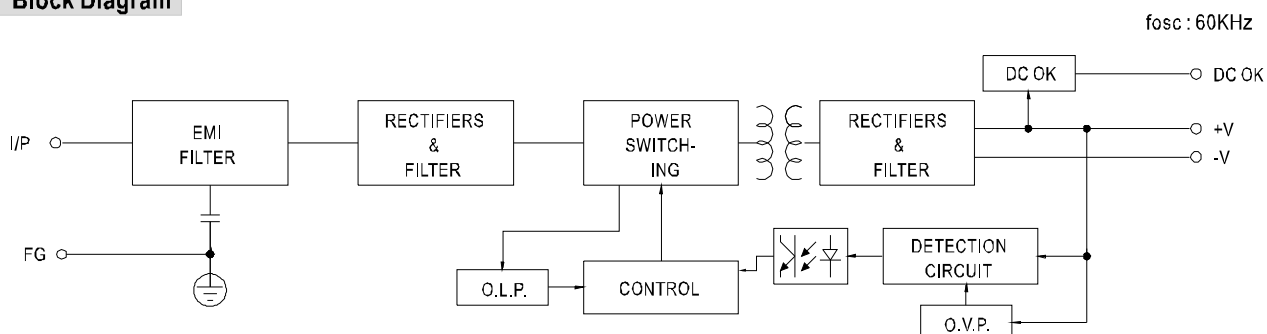 Block Diagram
fosc : 60KHz
DC OK
DC OK
I/P
EMI
FILTER
RECTIFIERS
&
FILTER
POWER
SWITCH-
ING
RECTIFIERS
&
FILTER
+V
-V
FG
O.L.P.
CONTROL
DETECTION
CIRCUIT
O.V.P.